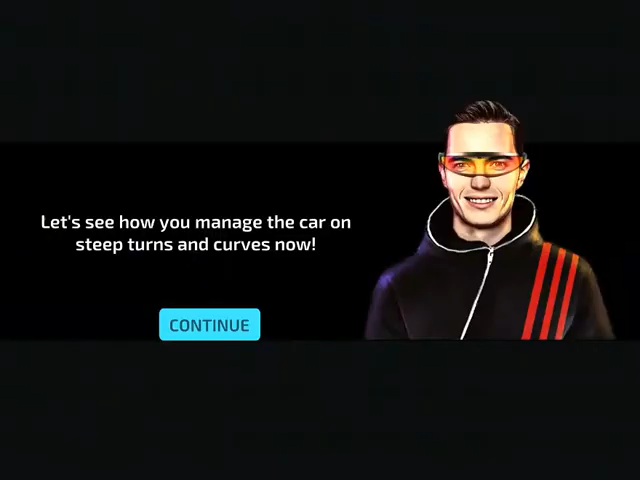 Let's see how you manage the car on
steep turns and curves now!
CONTINUE